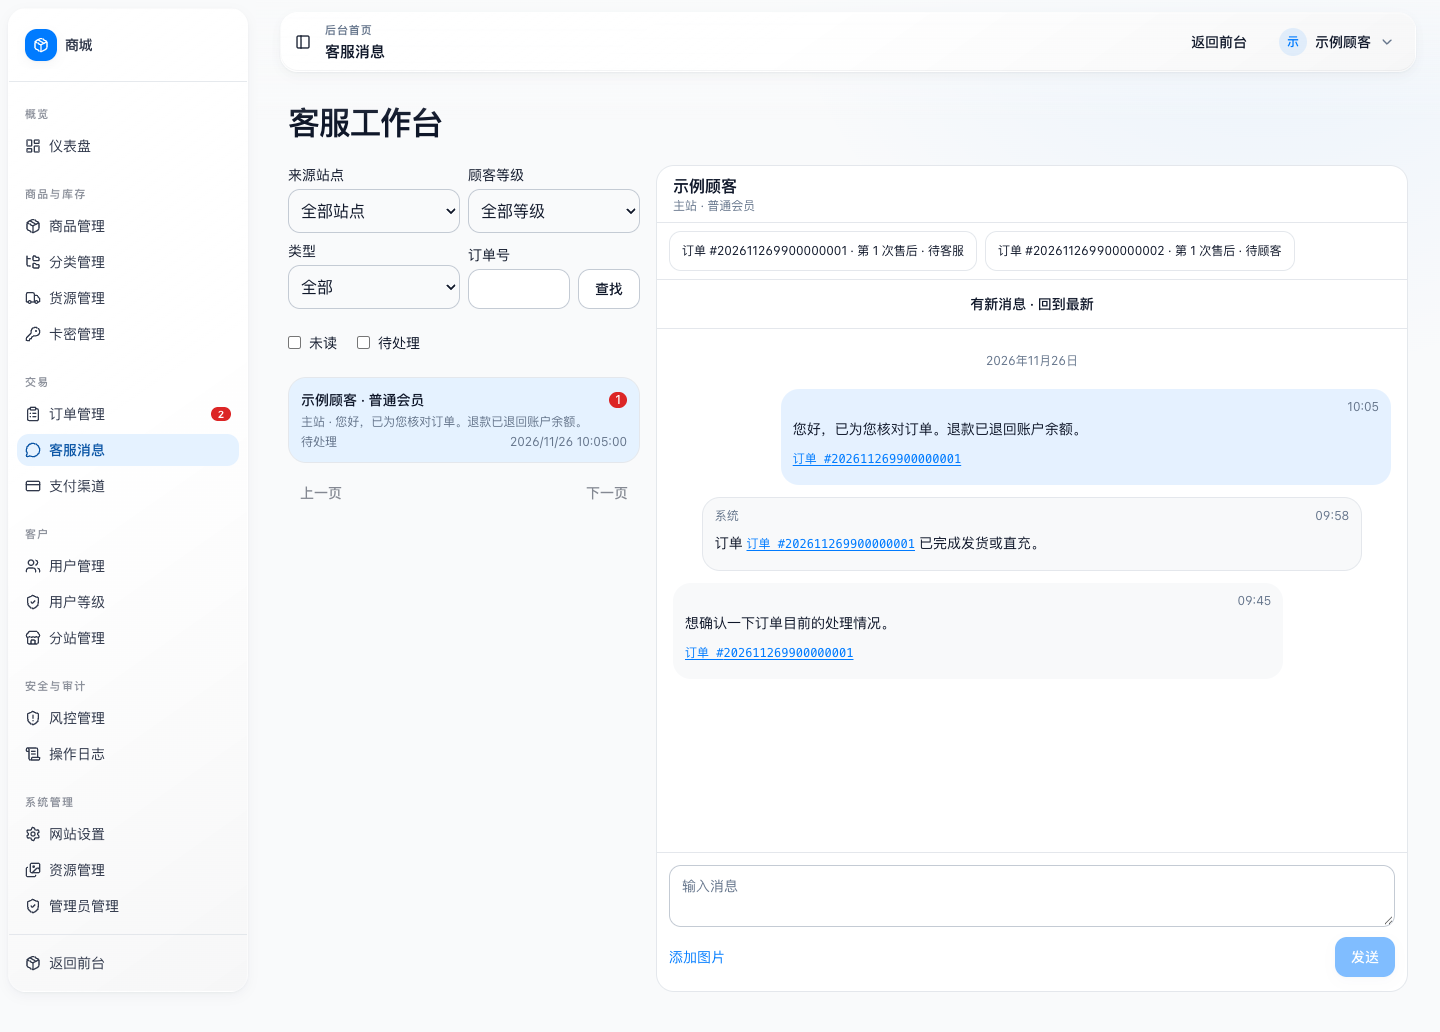 商城
概览
仪表盘
商品与库存
商品管理
分类管理
货源管理
卡密管理
交易
订单管理 2
客服消息
支付渠道
客户
用户管理
用户等级
分站管理
安全与审计
风控管理
操作日志
系统管理
网站设置
资源管理
管理员管理
返回前台
后台首页
客服消息
返回前台
示 示例顾客
客服工作台
来源站点 顾客等级
全部站点 全部等级
类型 订单号
全部 查找
未读 待处理
示例顾客 · 普通会员 1
主站 · 您好，已为您核对订单。退款已退回账户余额。
待处理 2026/11/26 10:05:00
上一页 下一页
示例顾客
主站 · 普通会员
订单 #202611269900000001 · 第 1 次售后 · 待客服
订单 #202611269900000002 · 第 1 次售后 · 待顾客
有新消息 · 回到最新
2026年11月26日
10:05
您好，已为您核对订单。退款已退回账户余额。
订单 #202611269900000001
系统 09:58
订单 订单 #202611269900000001 已完成发货或直充。
09:45
想确认一下订单目前的处理情况。
订单 #202611269900000001
输入消息
添加图片
发送